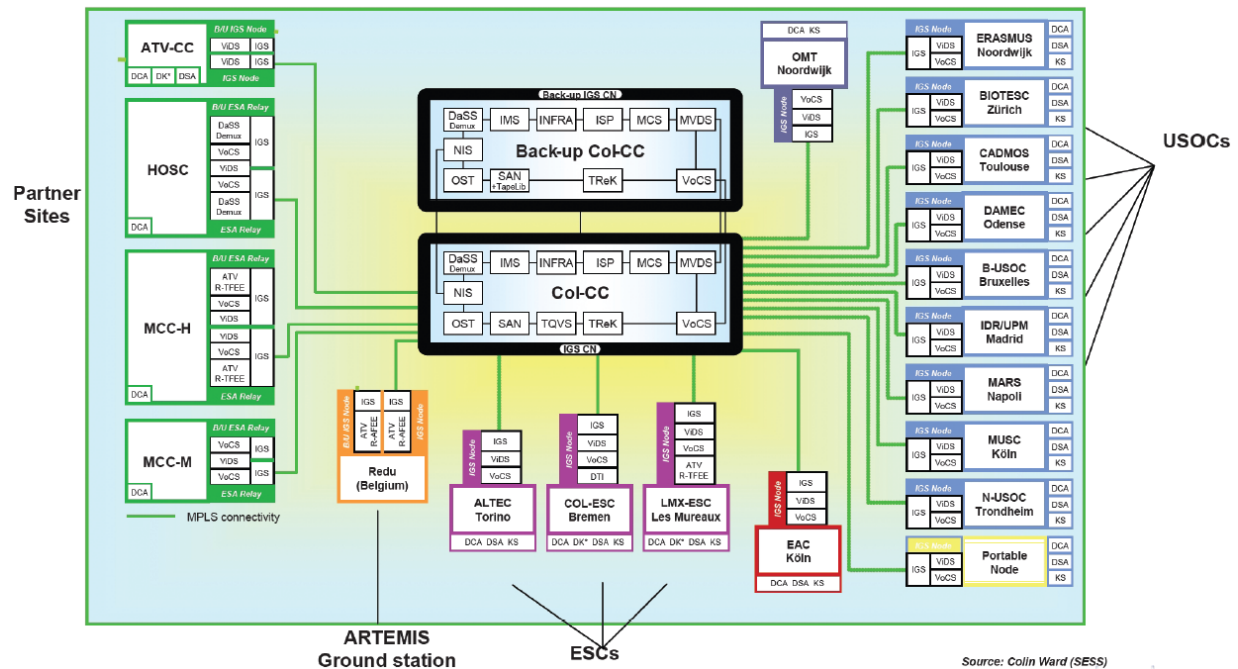 Partner
Sites
ATV-CC
B/U IGS Node
ViDS IGS
ViDS IGS
DCA DK* DSA
IGS Node
HOSC
B/U ESA Relay
DaSS
Demux
VoCS
ViDS
IGS
VoCS
DaSS
Demux
IGS
DCA
ESA Relay
MCC-H
B/U ESA Relay
ATV
R-TFEE
VoCS
ViDS
IGS
ViDS
VoCS
ATV
R-TFEE
IGS
DCA
ESA Relay
MCC-M
B/U ESA Relay
VoCS IGS
ViDS
VoCS
IGS
DCA
ESA Relay
MPLS connectivity
Back-up IGS CN
DaSS
Demux
IMS INFRA ISP MCS MVDS
NIS
Back-up Col-CC
OST SAN
+TapeLib
TReK VoCS
DaSS
Demux
IMS INFRA ISP MCS MVDS
NIS
Col-CC
OST SAN TQVS TReK VoCS
IGS CN
DCA KS
OMT
Noordwijk
IGS Node
VoCS
ViDS
IGS
B/U IGS Node
IGS
ATV
R-AFEE
IGS
ATV
R-AFEE
IGS Node
Redu
(Belgium)
ARTEMIS
Ground station
IGS Node
IGS
ViDS
VoCS
ALTEC
Torino
DCA DSA KS
IGS Node
IGS
ViDS
VoCS
DTI
COL-ESC
Bremen
DCA DK* DSA KS
IGS Node
IGS
ViDS
VoCS
ATV
R-TFEE
LMX-ESC
Les Mureaux
DCA DK* DSA KS
ESCs
IGS Node
IGS
ViDS
VoCS
EAC
Köln
DCA DSA KS
IGS Node
IGS
ViDS
VoCS
ERASMUS
Noordwijk
DCA
DSA
KS
IGS Node
IGS
ViDS
VoCS
BIOTESC
Zürich
DCA
DSA
KS
IGS Node
IGS
ViDS
VoCS
CADMOS
Toulouse
DCA
DSA
KS
IGS Node
IGS
ViDS
VoCS
DAMEC
Odense
DCA
DSA
KS
IGS Node
IGS
ViDS
VoCS
B-USOC
Bruxelles
DCA
DSA
KS
IGS Node
IGS
ViDS
VoCS
IDR/UPM
Madrid
DCA
DSA
KS
IGS Node
IGS
ViDS
VoCS
MARS
Napoli
DCA
DSA
KS
IGS Node
IGS
ViDS
VoCS
MUSC
Köln
DCA
DSA
KS
IGS Node
IGS
ViDS
VoCS
N-USOC
Trondheim
DCA
DSA
KS
IGS Node
IGS
ViDS
VoCS
Portable
Node
DCA
DSA
KS
USOCs
Source: Colin Ward (SESS)